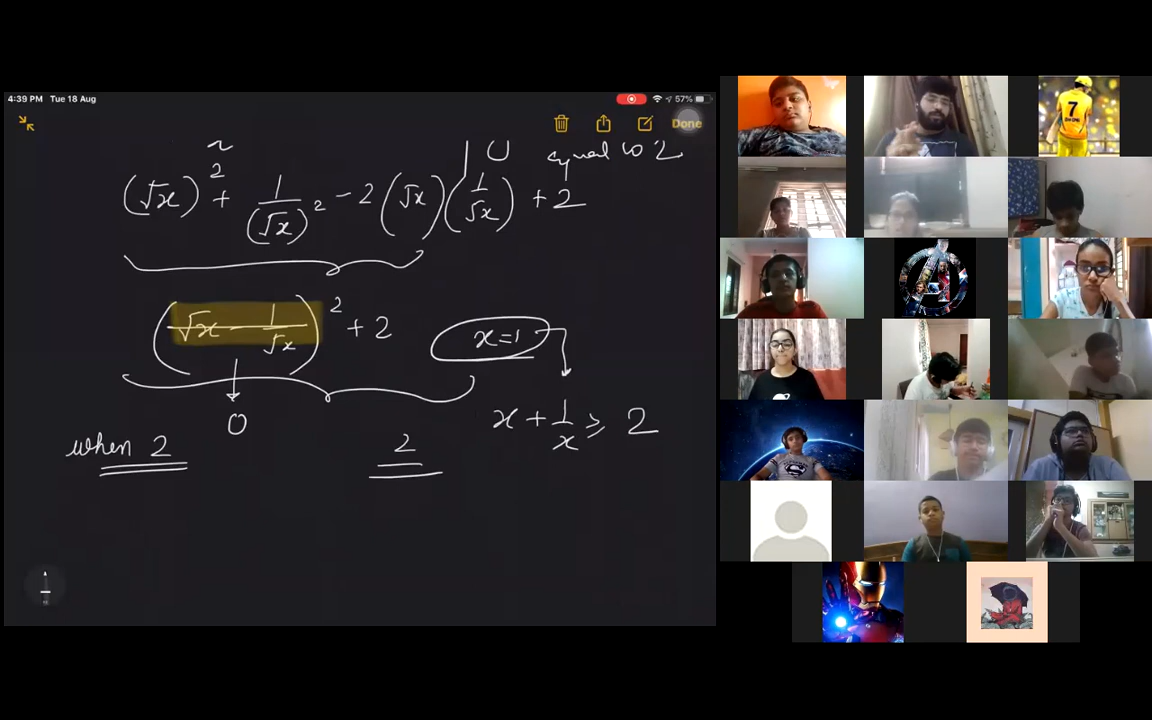 4:39 PM Tue 18 Aug 57%
Done
equal to 2
(√x)² + 1/(√x)² - 2(√x)(1/√x) + 2
(√x - 1/√x)² + 2
x=1
0
x + 1/x ≥ 2
when 2
2
7